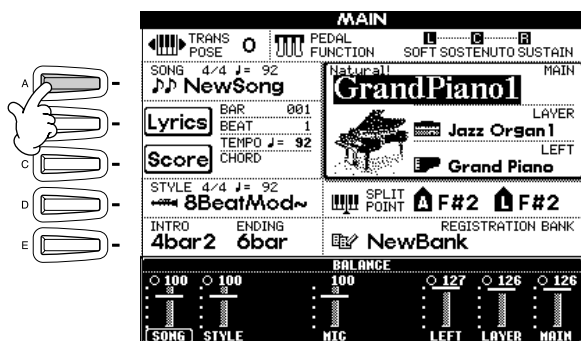 MAIN
TRANS POSE 0 PEDAL FUNCTION L C R SOFT SOSTENUTO SUSTAIN
SONG 4/4 ♩= 92
NewSong
Natural! MAIN
GrandPiano1
Lyrics BAR 001
BEAT 1
TEMPO ♩= 92
LAYER
Jazz Organ1
Score CHORD
LEFT
Grand Piano
STYLE 4/4 ♩= 92
8BeatMod~
SPLIT POINT A F#2 L F#2
INTRO ENDING
4bar2 6bar
REGISTRATION BANK
NewBank
BALANCE
100 100 100 127 126 126
SONG STYLE MIC LEFT LAYER MAIN
A
C
D
E